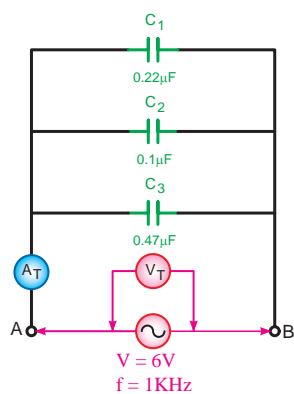 C1
0.22µF
C2
0.1µF
C3
0.47µF
AT
VT
A
B
V = 6V
f = 1KHz